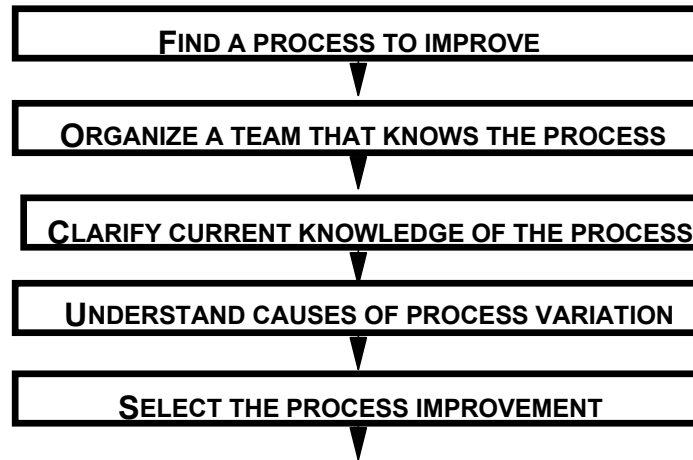 FIND A PROCESS TO IMPROVE
ORGANIZE A TEAM THAT KNOWS THE PROCESS
CLARIFY CURRENT KNOWLEDGE OF THE PROCESS
UNDERSTAND CAUSES OF PROCESS VARIATION
SELECT THE PROCESS IMPROVEMENT